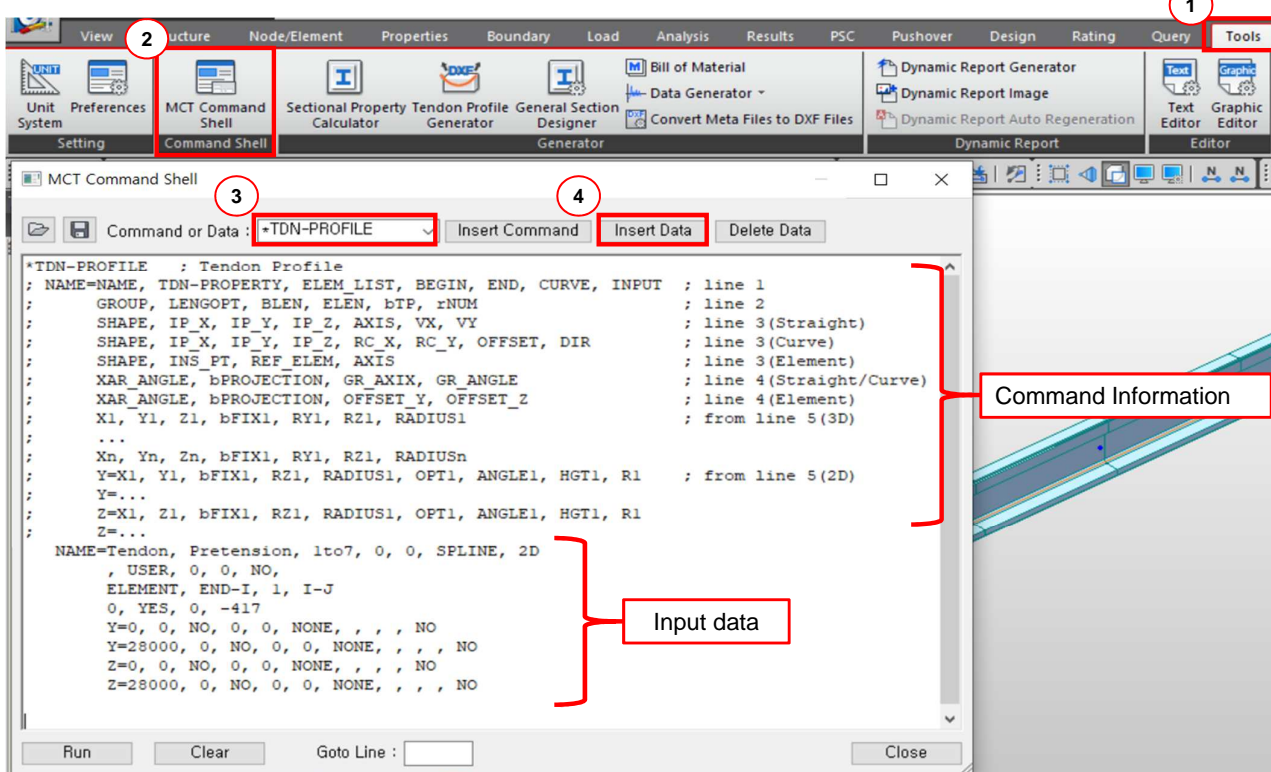 1
View
2
ucture
Node/Element
Properties
Boundary
Load
Analysis
Results
PSC
Pushover
Design
Rating
Query
Tools
UNIT
Unit System
Preferences
MCT Command Shell
DXF
Sectional Property Calculator
Tendon Profile Generator
General Section Designer
M Bill of Material
Data Generator
DXF Convert Meta Files to DXF Files
Dynamic Report Generator
Dynamic Report Image
Dynamic Report Auto Regeneration
Text
Text Editor
Graphic
Graphic Editor
Setting
Command Shell
Generator
Dynamic Report
Editor
N N
MCT Command Shell
3
4
Command or Data : *TDN-PROFILE
Insert Command
Insert Data
Delete Data
*TDN-PROFILE ; Tendon Profile
; NAME=NAME, TDN-PROPERTY, ELEM_LIST, BEGIN, END, CURVE, INPUT ; line 1
; GROUP, LENGOPT, BLEN, ELEN, bTP, rNUM ; line 2
; SHAPE, IP_X, IP_Y, IP_Z, AXIS, VX, VY ; line 3(Straight)
; SHAPE, IP_X, IP_Y, IP_Z, RC_X, RC_Y, OFFSET, DIR ; line 3(Curve)
; SHAPE, INS_PT, REF_ELEM, AXIS ; line 3(Element)
; XAR_ANGLE, bPROJECTION, GR_AXIX, GR_ANGLE ; line 4(Straight/Curve)
; XAR_ANGLE, bPROJECTION, OFFSET_Y, OFFSET_Z ; line 4(Element)
; X1, Y1, Z1, bFIX1, RY1, RZ1, RADIUS1 ; from line 5(3D)
; ...
; Xn, Yn, Zn, bFIX1, RY1, RZ1, RADIUSn
; Y=X1, Y1, bFIX1, RZ1, RADIUS1, OPT1, ANGLE1, HGT1, R1 ; from line 5(2D)
; Y=...
; Z=X1, Z1, bFIX1, RZ1, RADIUS1, OPT1, ANGLE1, HGT1, R1
; Z=...
NAME=Tendon, Pretension, 1to7, 0, 0, SPLINE, 2D
, USER, 0, 0, NO,
ELEMENT, END-I, 1, I-J
0, YES, 0, -417
Y=0, 0, NO, 0, 0, NONE, , , , NO
Y=28000, 0, NO, 0, 0, NONE, , , , NO
Z=0, 0, NO, 0, 0, NONE, , , , NO
Z=28000, 0, NO, 0, 0, NONE, , , , NO
Command Information
Input data
Run
Clear
Goto Line :
Close